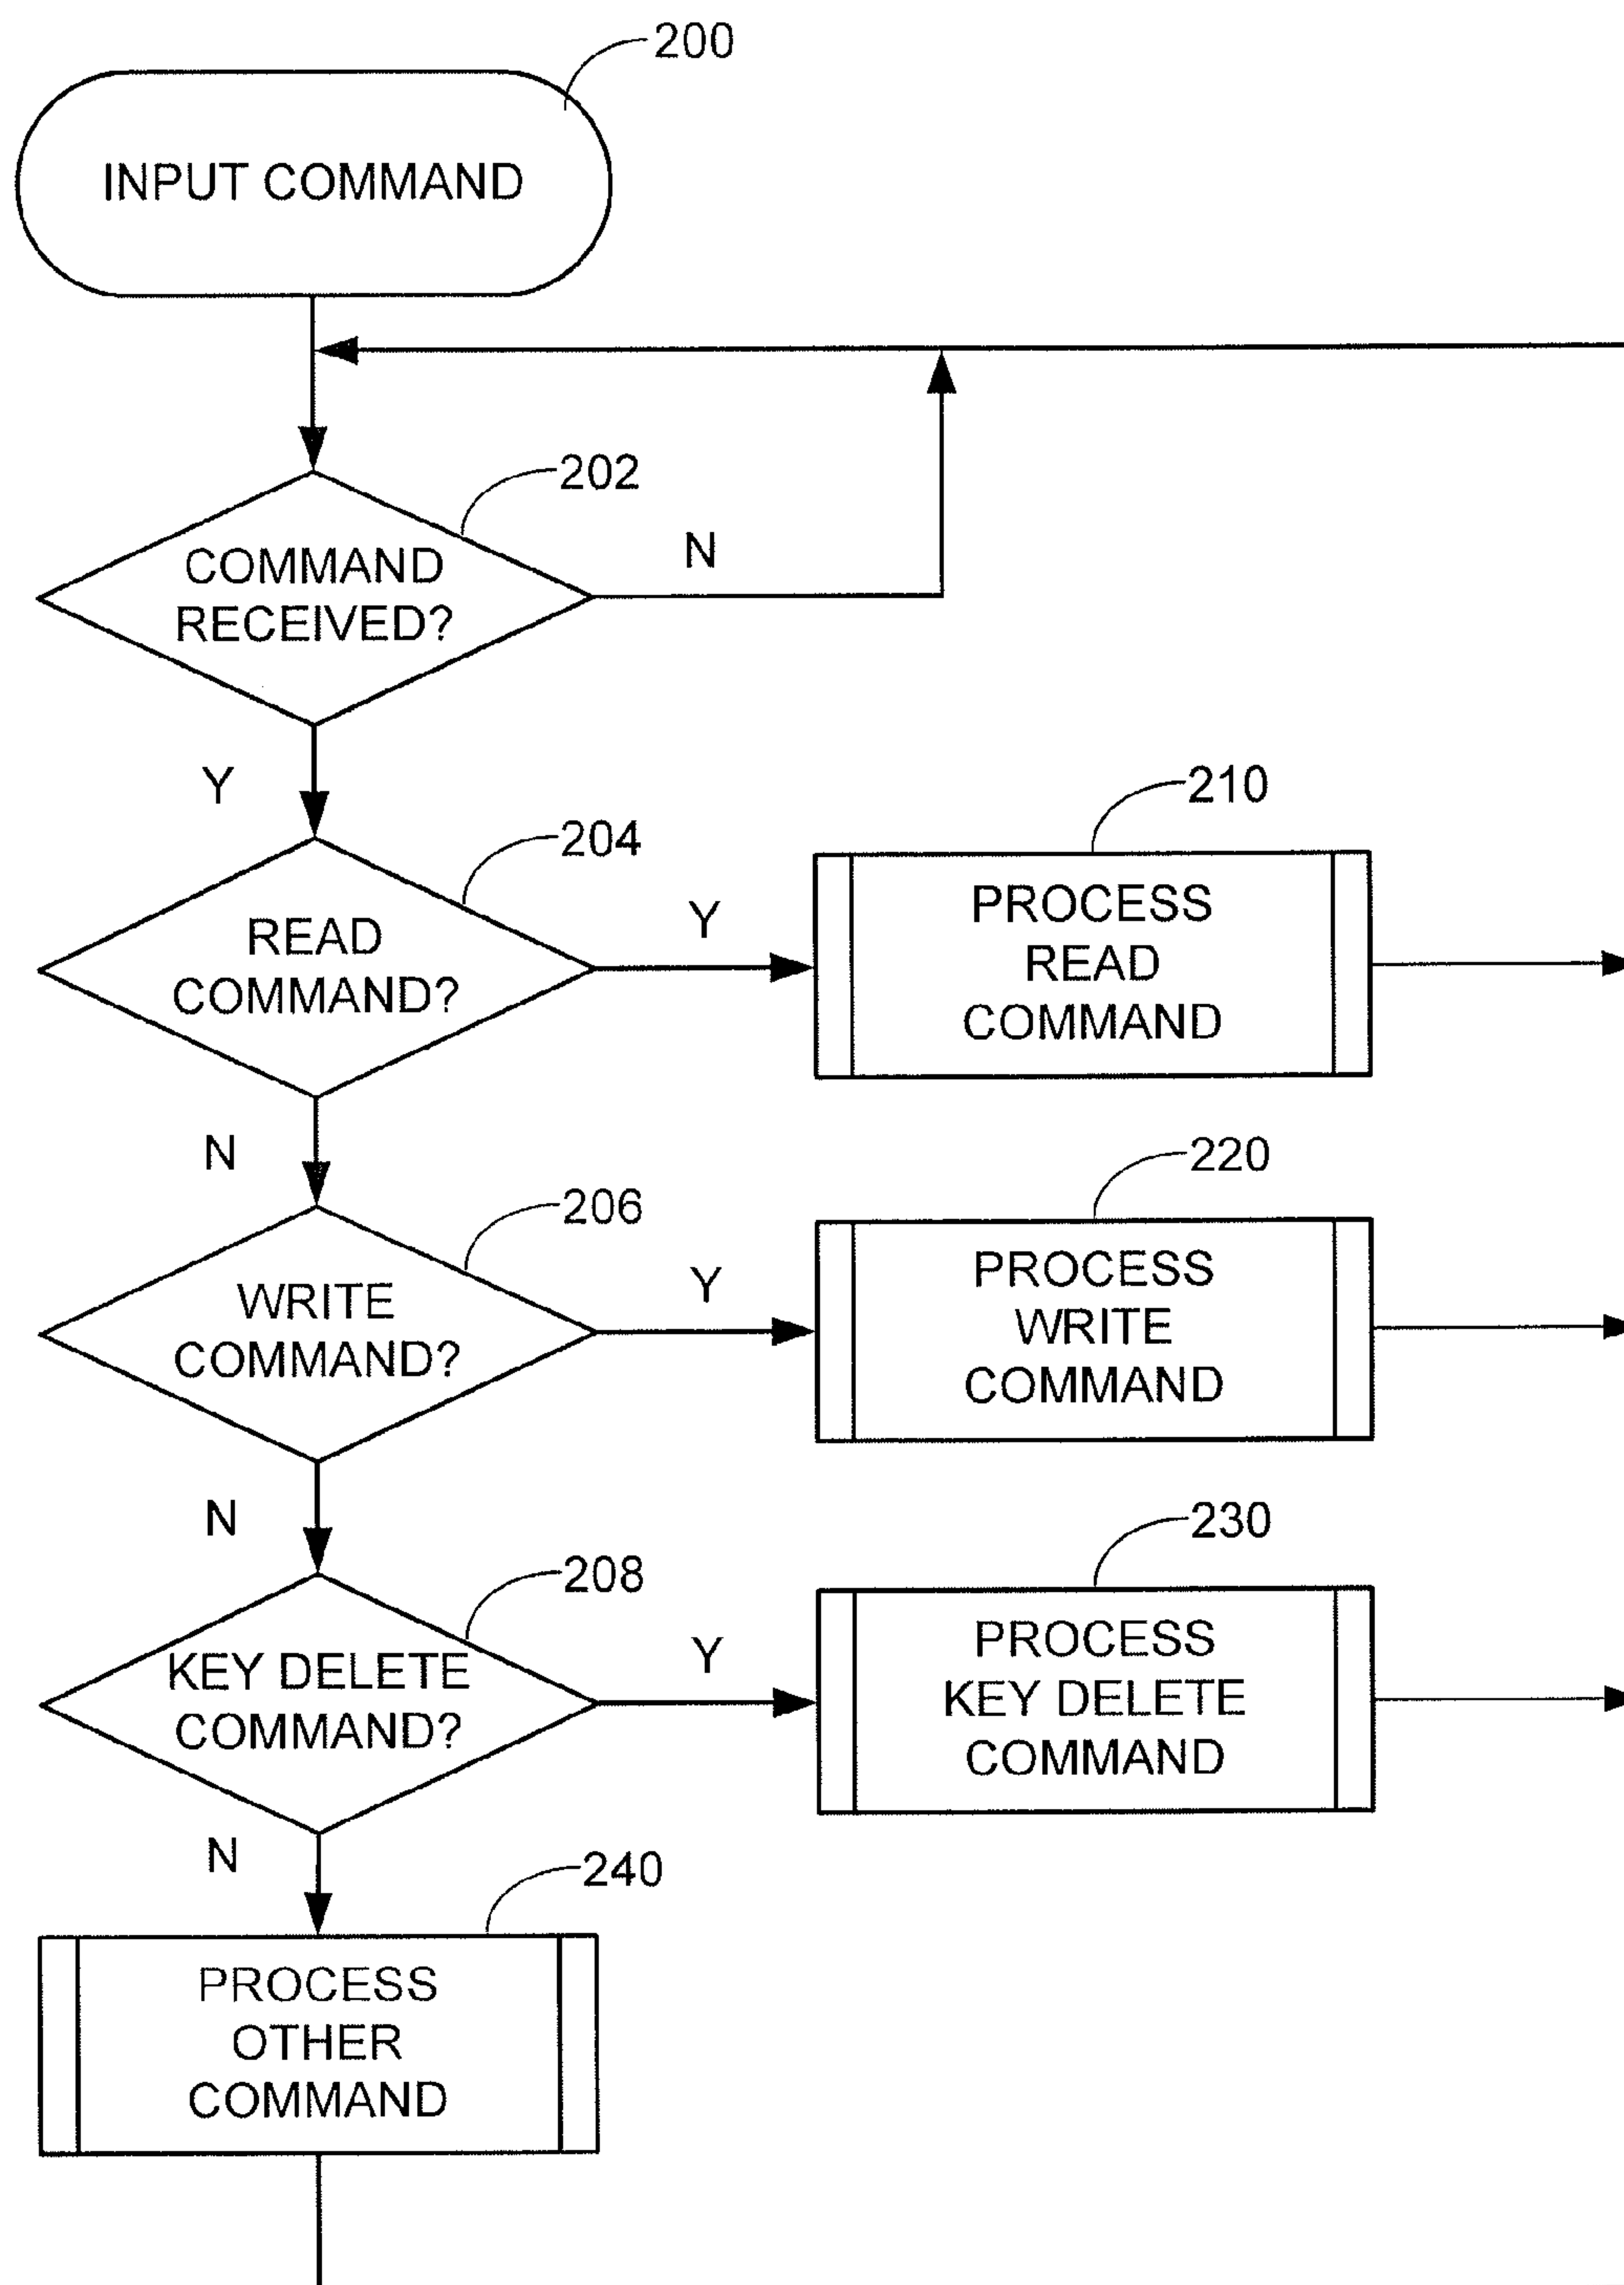 200
INPUT COMMAND
202
COMMAND
RECEIVED?
N
Y
204
READ
COMMAND?
Y
210
PROCESS
READ
COMMAND
N
206
WRITE
COMMAND?
Y
220
PROCESS
WRITE
COMMAND
N
208
KEY DELETE
COMMAND?
Y
230
PROCESS
KEY DELETE
COMMAND
N
240
PROCESS
OTHER
COMMAND